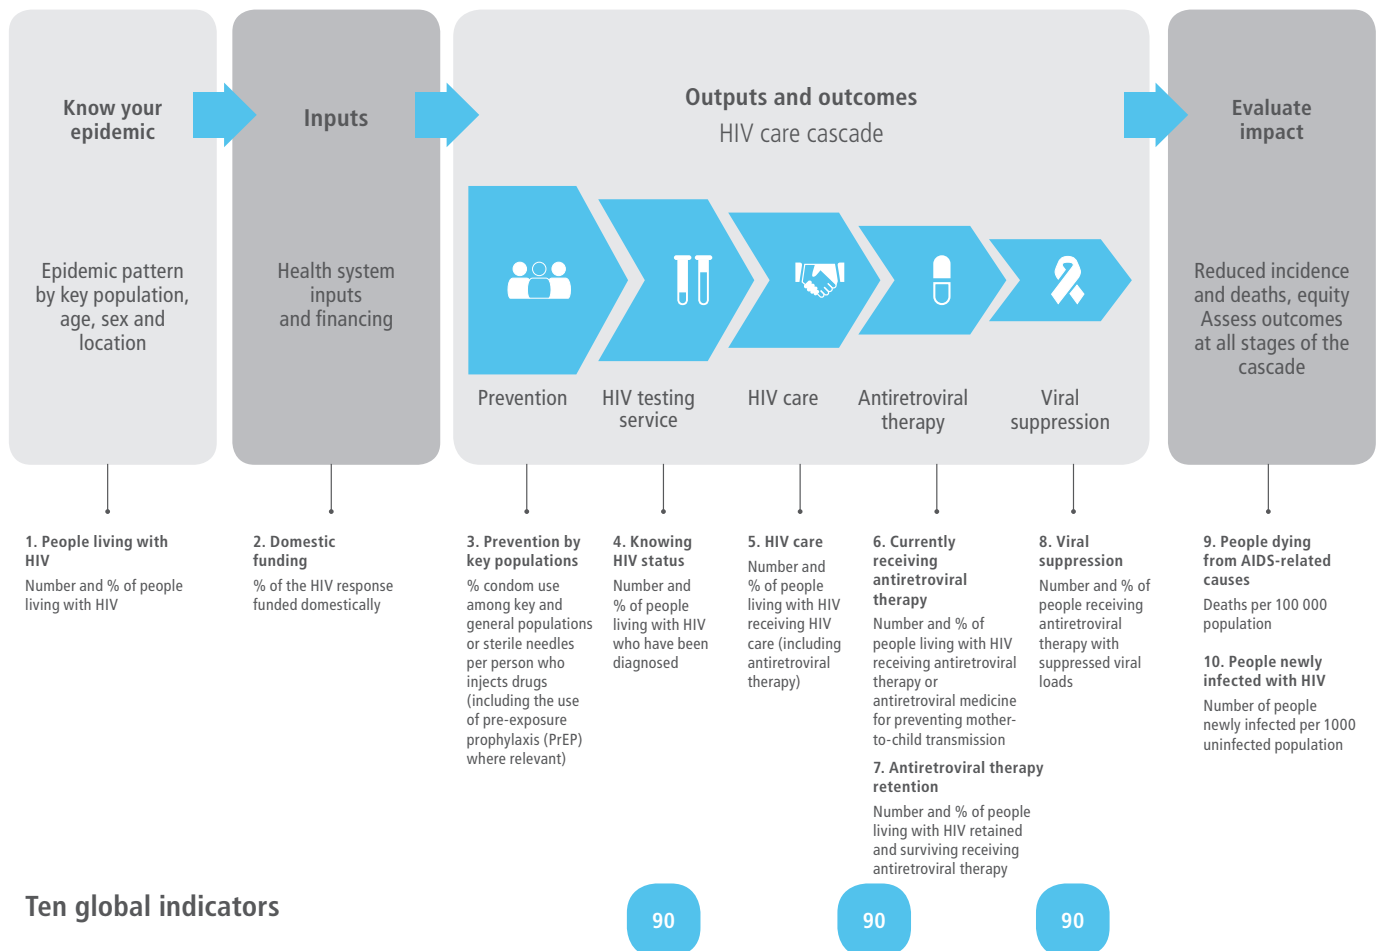 Know your
epidemic
Epidemic pattern
by key population,
age, sex and
location
Inputs
Health system
inputs
and financing
Outputs and outcomes
HIV care cascade
Prevention
HIV testing
service
HIV care
Antiretroviral
therapy
Viral
suppression
Evaluate
impact
Reduced incidence
and deaths, equity
Assess outcomes
at all stages of the
cascade
1. People living with
HIV
Number and % of people
living with HIV
2. Domestic
funding
% of the HIV response
funded domestically
3. Prevention by
key populations
% condom use
among key and
general populations
or sterile needles
per person who
injects drugs
(including the use
of pre-exposure
prophylaxis (PrEP)
where relevant)
4. Knowing
HIV status
Number and
% of people
living with HIV
who have been
diagnosed
5. HIV care
Number and
% of people
living with HIV
receiving HIV
care (including
antiretroviral
therapy)
6. Currently
receiving
antiretroviral
therapy
Number and % of
people living with HIV
receiving antiretroviral
therapy or
antiretroviral medicine
for preventing mother-
to-child transmission
7. Antiretroviral therapy
retention
Number and % of people
living with HIV retained
and surviving receiving
antiretroviral therapy
8. Viral
suppression
Number and % of
people receiving
antiretroviral
therapy with
suppressed viral
loads
9. People dying
from AIDS-related
causes
Deaths per 100 000
population
10. People newly
infected with HIV
Number of people
newly infected per 1000
uninfected population
Ten global indicators
90
90
90